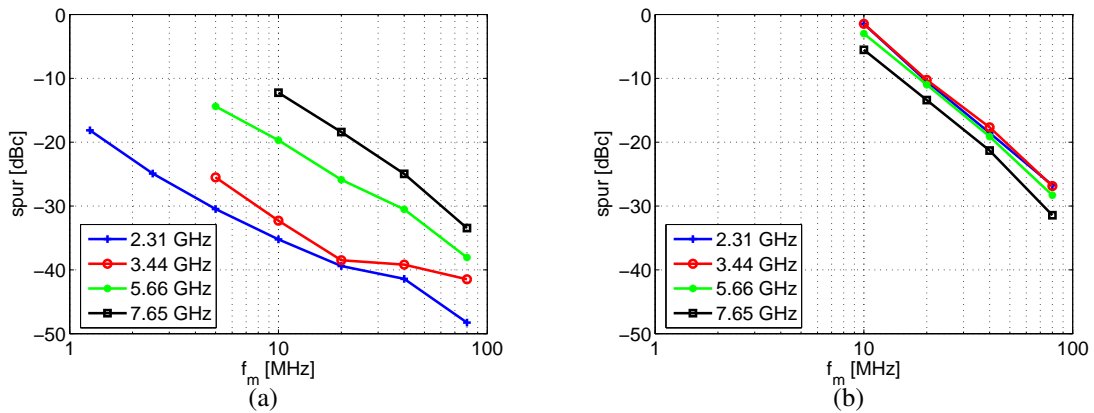 0
−10
−20
−30
−40
−50
spur [dBc]
2.31 GHz
3.44 GHz
5.66 GHz
7.65 GHz
1
10
100
f_m [MHz]
(a)
0
−10
−20
−30
−40
−50
spur [dBc]
2.31 GHz
3.44 GHz
5.66 GHz
7.65 GHz
1
10
100
f_m [MHz]
(b)